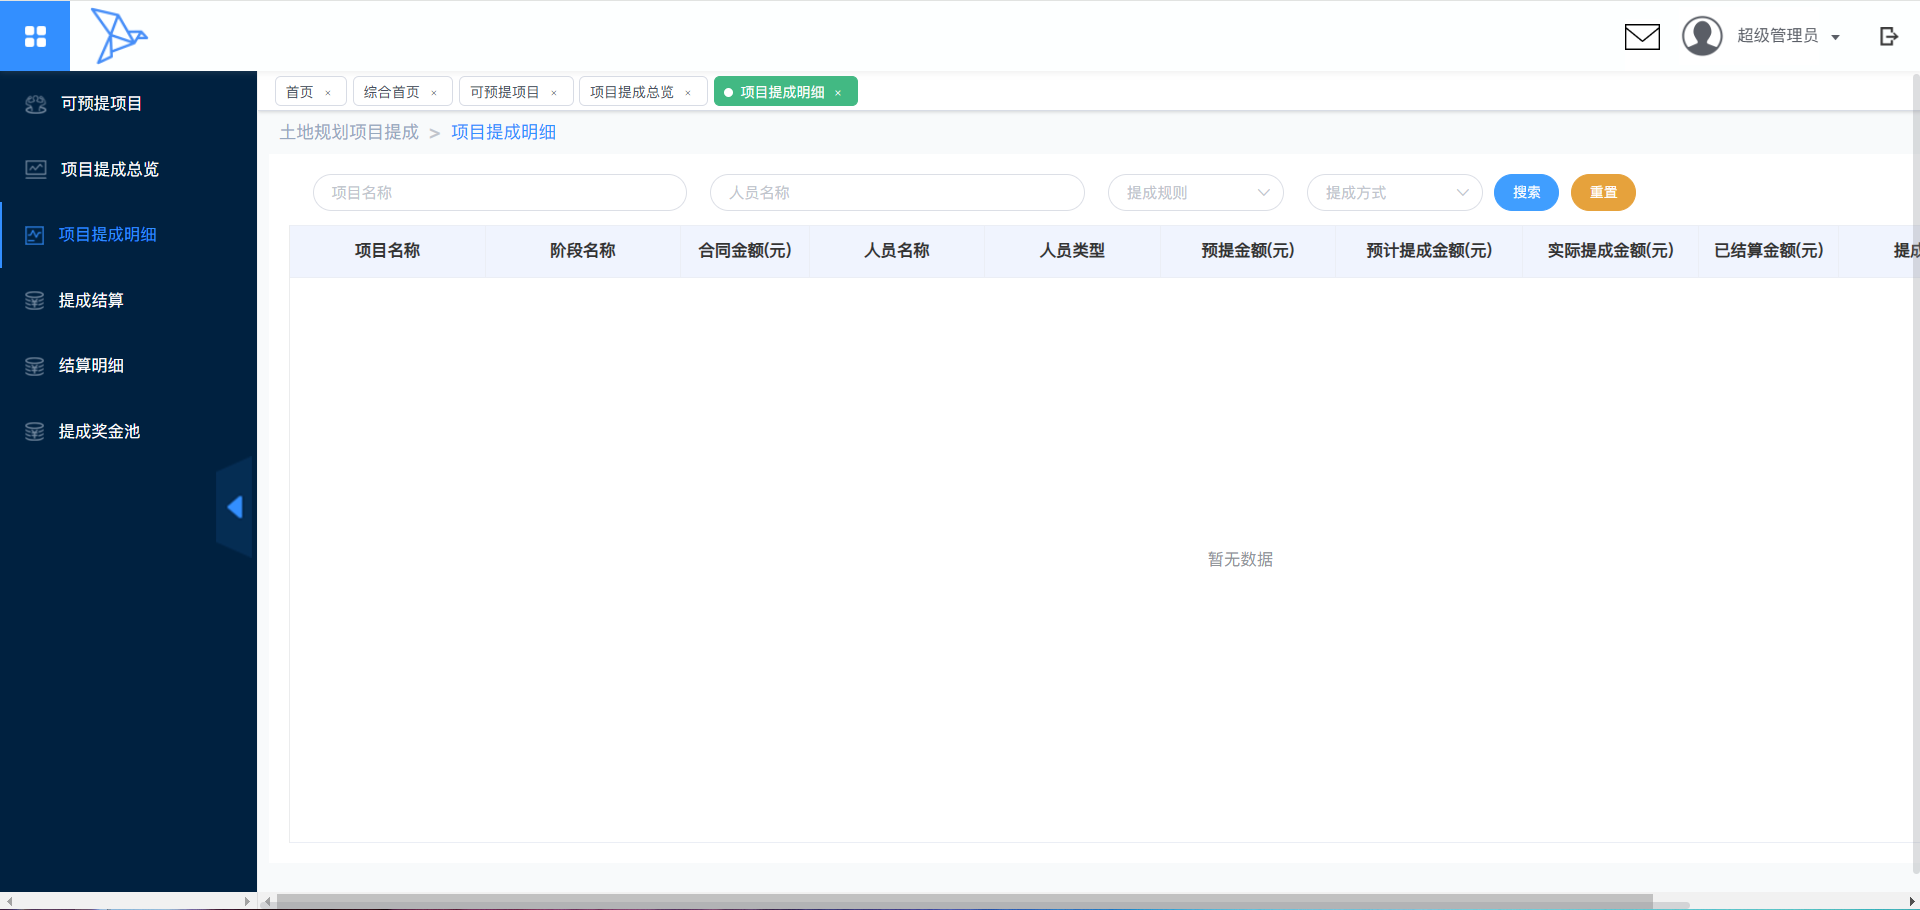 超级管理员
可预提项目
项目提成总览
项目提成明细
提成结算
结算明细
提成奖金池
首页 × 综合首页 × 可预提项目 × 项目提成总览 × 项目提成明细 ×
土地规划项目提成 > 项目提成明细
项目名称 人员名称 提成规则 提成方式 搜索 重置
项目名称 阶段名称 合同金额(元) 人员名称 人员类型 预提金额(元) 预计提成金额(元) 实际提成金额(元) 已结算金额(元) 提成
暂无数据